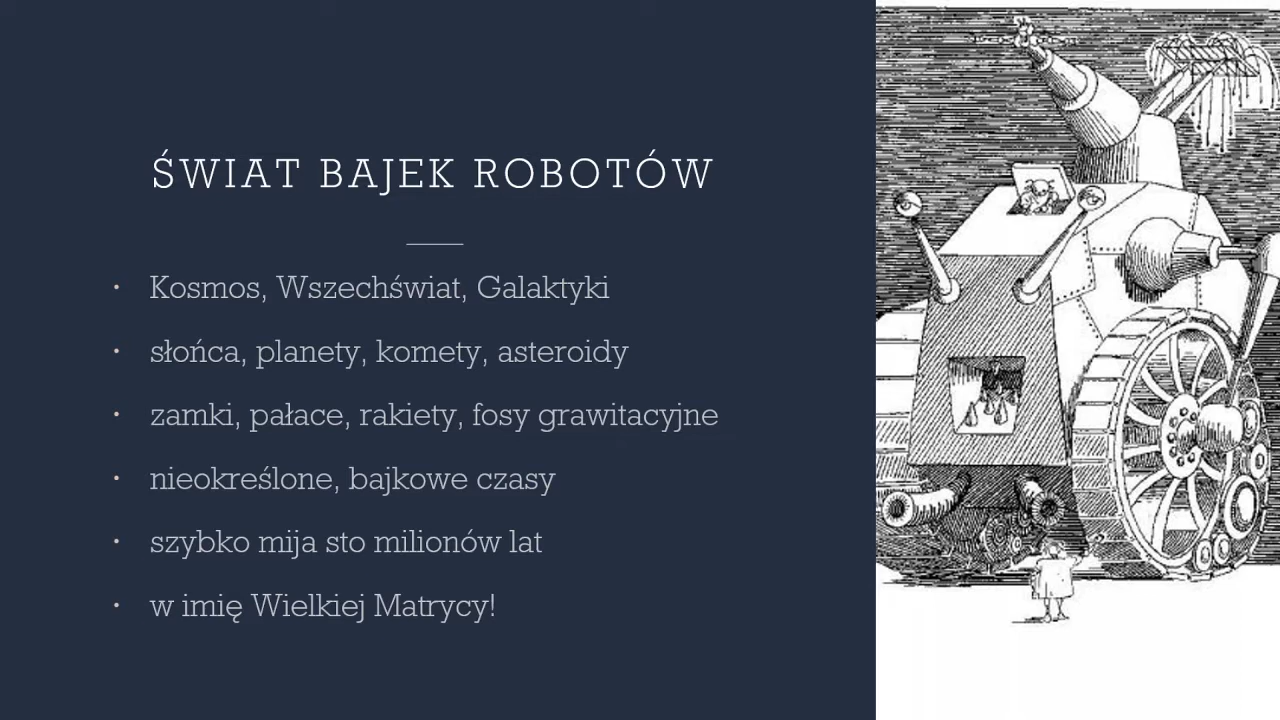 ŚWIAT BAJEK ROBOTÓW
• Kosmos, Wszechświat, Galaktyki
• słońca, planety, komety, asteroidy
• zamki, pałace, rakiety, fosy grawitacyjne
• nieokreślone, bajkowe czasy
• szybko mija sto milionów lat
• w imię Wielkiej Matrycy!